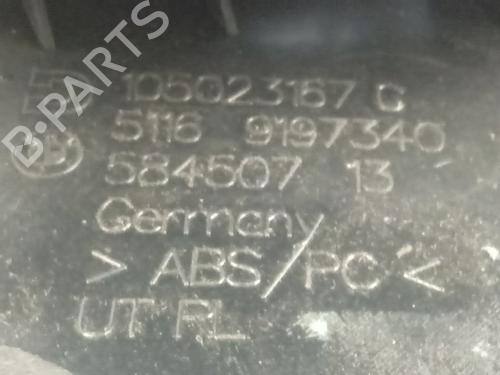 105023167 C
5116 9197340
584507 13
Germany
> ABS/PC <
UT RL
B-PARTS